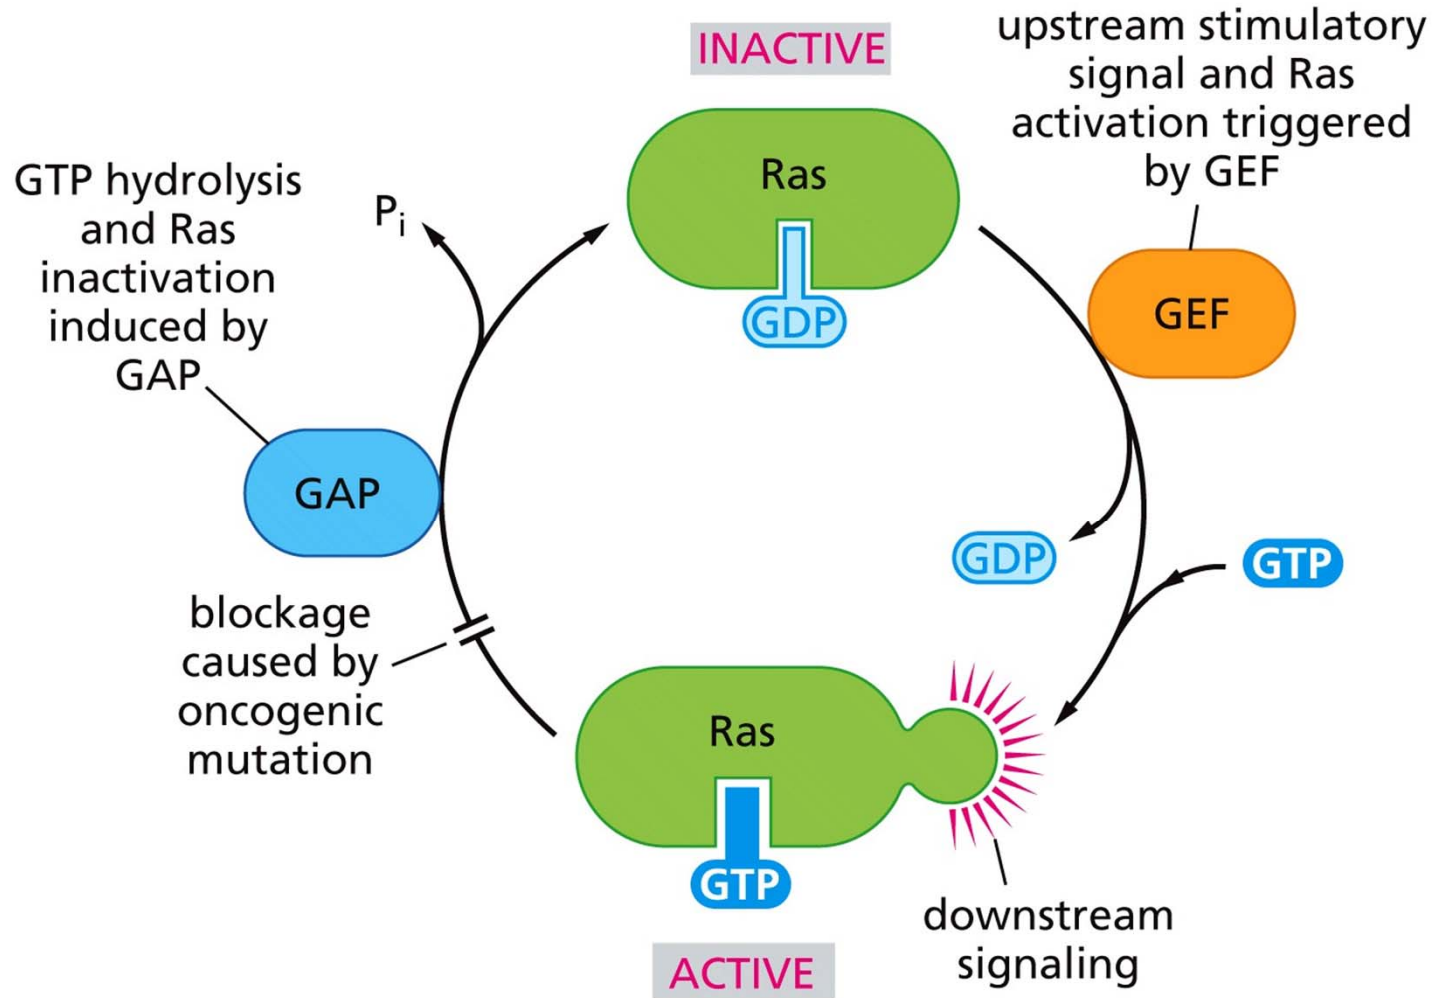 INACTIVE
upstream stimulatory
signal and Ras
activation triggered
by GEF
Ras
GDP
GEF
GTP hydrolysis
and Ras
inactivation
induced by
GAP
Pi
GAP
GDP
GTP
blockage
caused by
oncogenic
mutation
Ras
GTP
downstream
signaling
ACTIVE